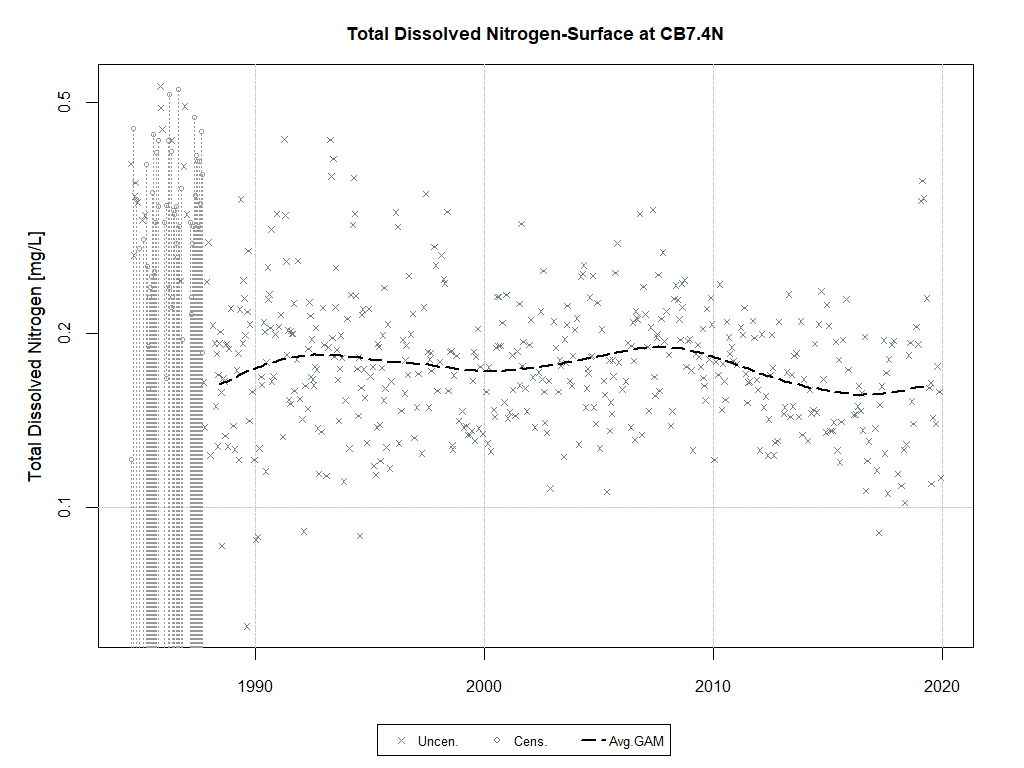 Total Dissolved Nitrogen-Surface at CB7.4N
Total Dissolved Nitrogen [mg/L]
0.5
0.2
0.1
1990 2000 2010 2020
Uncen. Cens. Avg.GAM